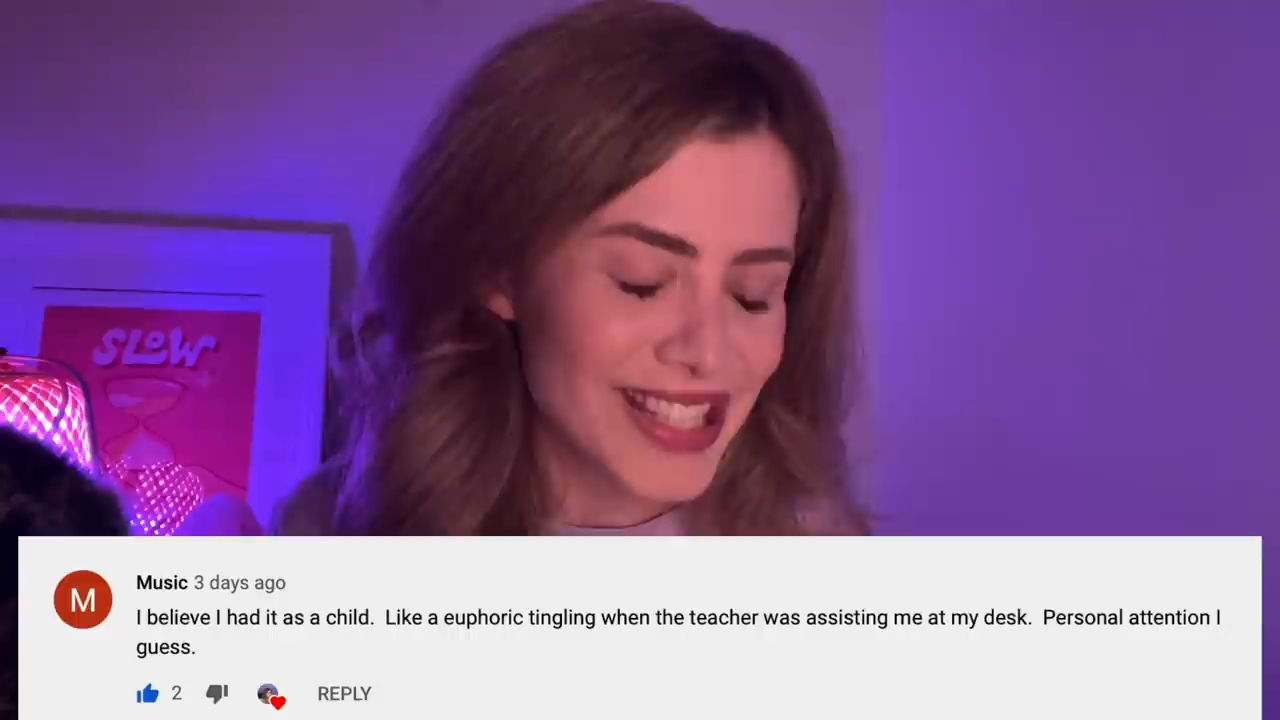 SLOW
M
Music 3 days ago
I believe I had it as a child.  Like a euphoric tingling when the teacher was assisting me at my desk.  Personal attention I
guess.
2
REPLY